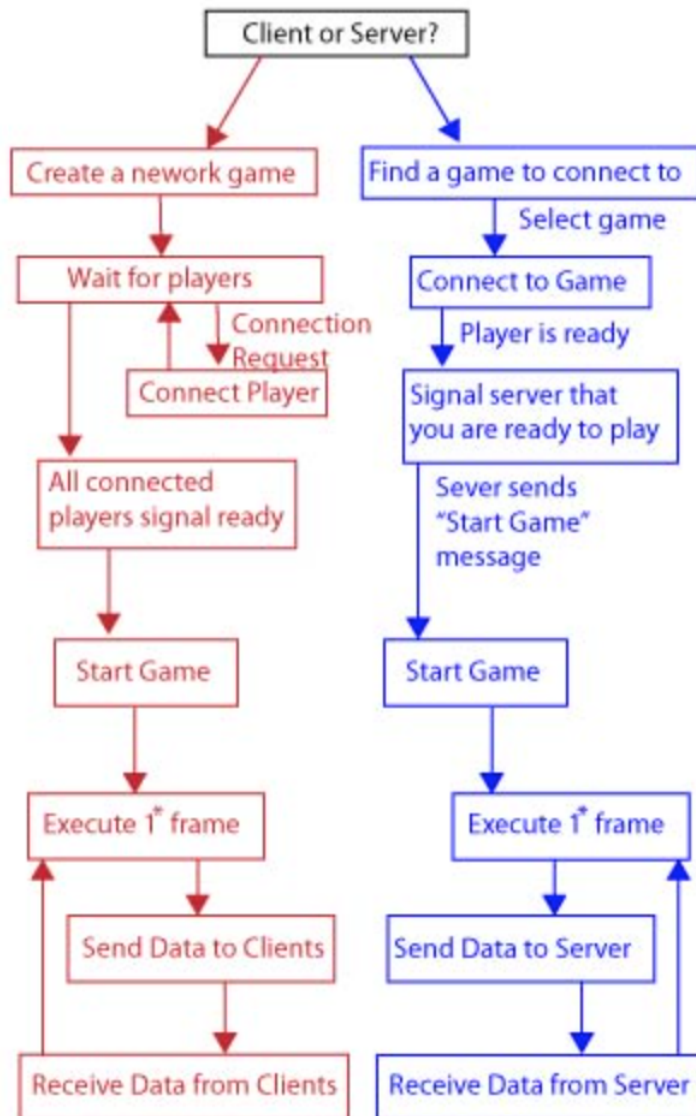 Client or Server?
Create a nework game
Wait for players
Connection
Request
Connect Player
All connected
players signal ready
Start Game
Execute 1* frame
Send Data to Clients
Receive Data from Clients
Find a game to connect to
Select game
Connect to Game
Player is ready
Signal server that
you are ready to play
Sever sends
“Start Game”
message
Start Game
Execute 1* frame
Send Data to Server
Receive Data from Server